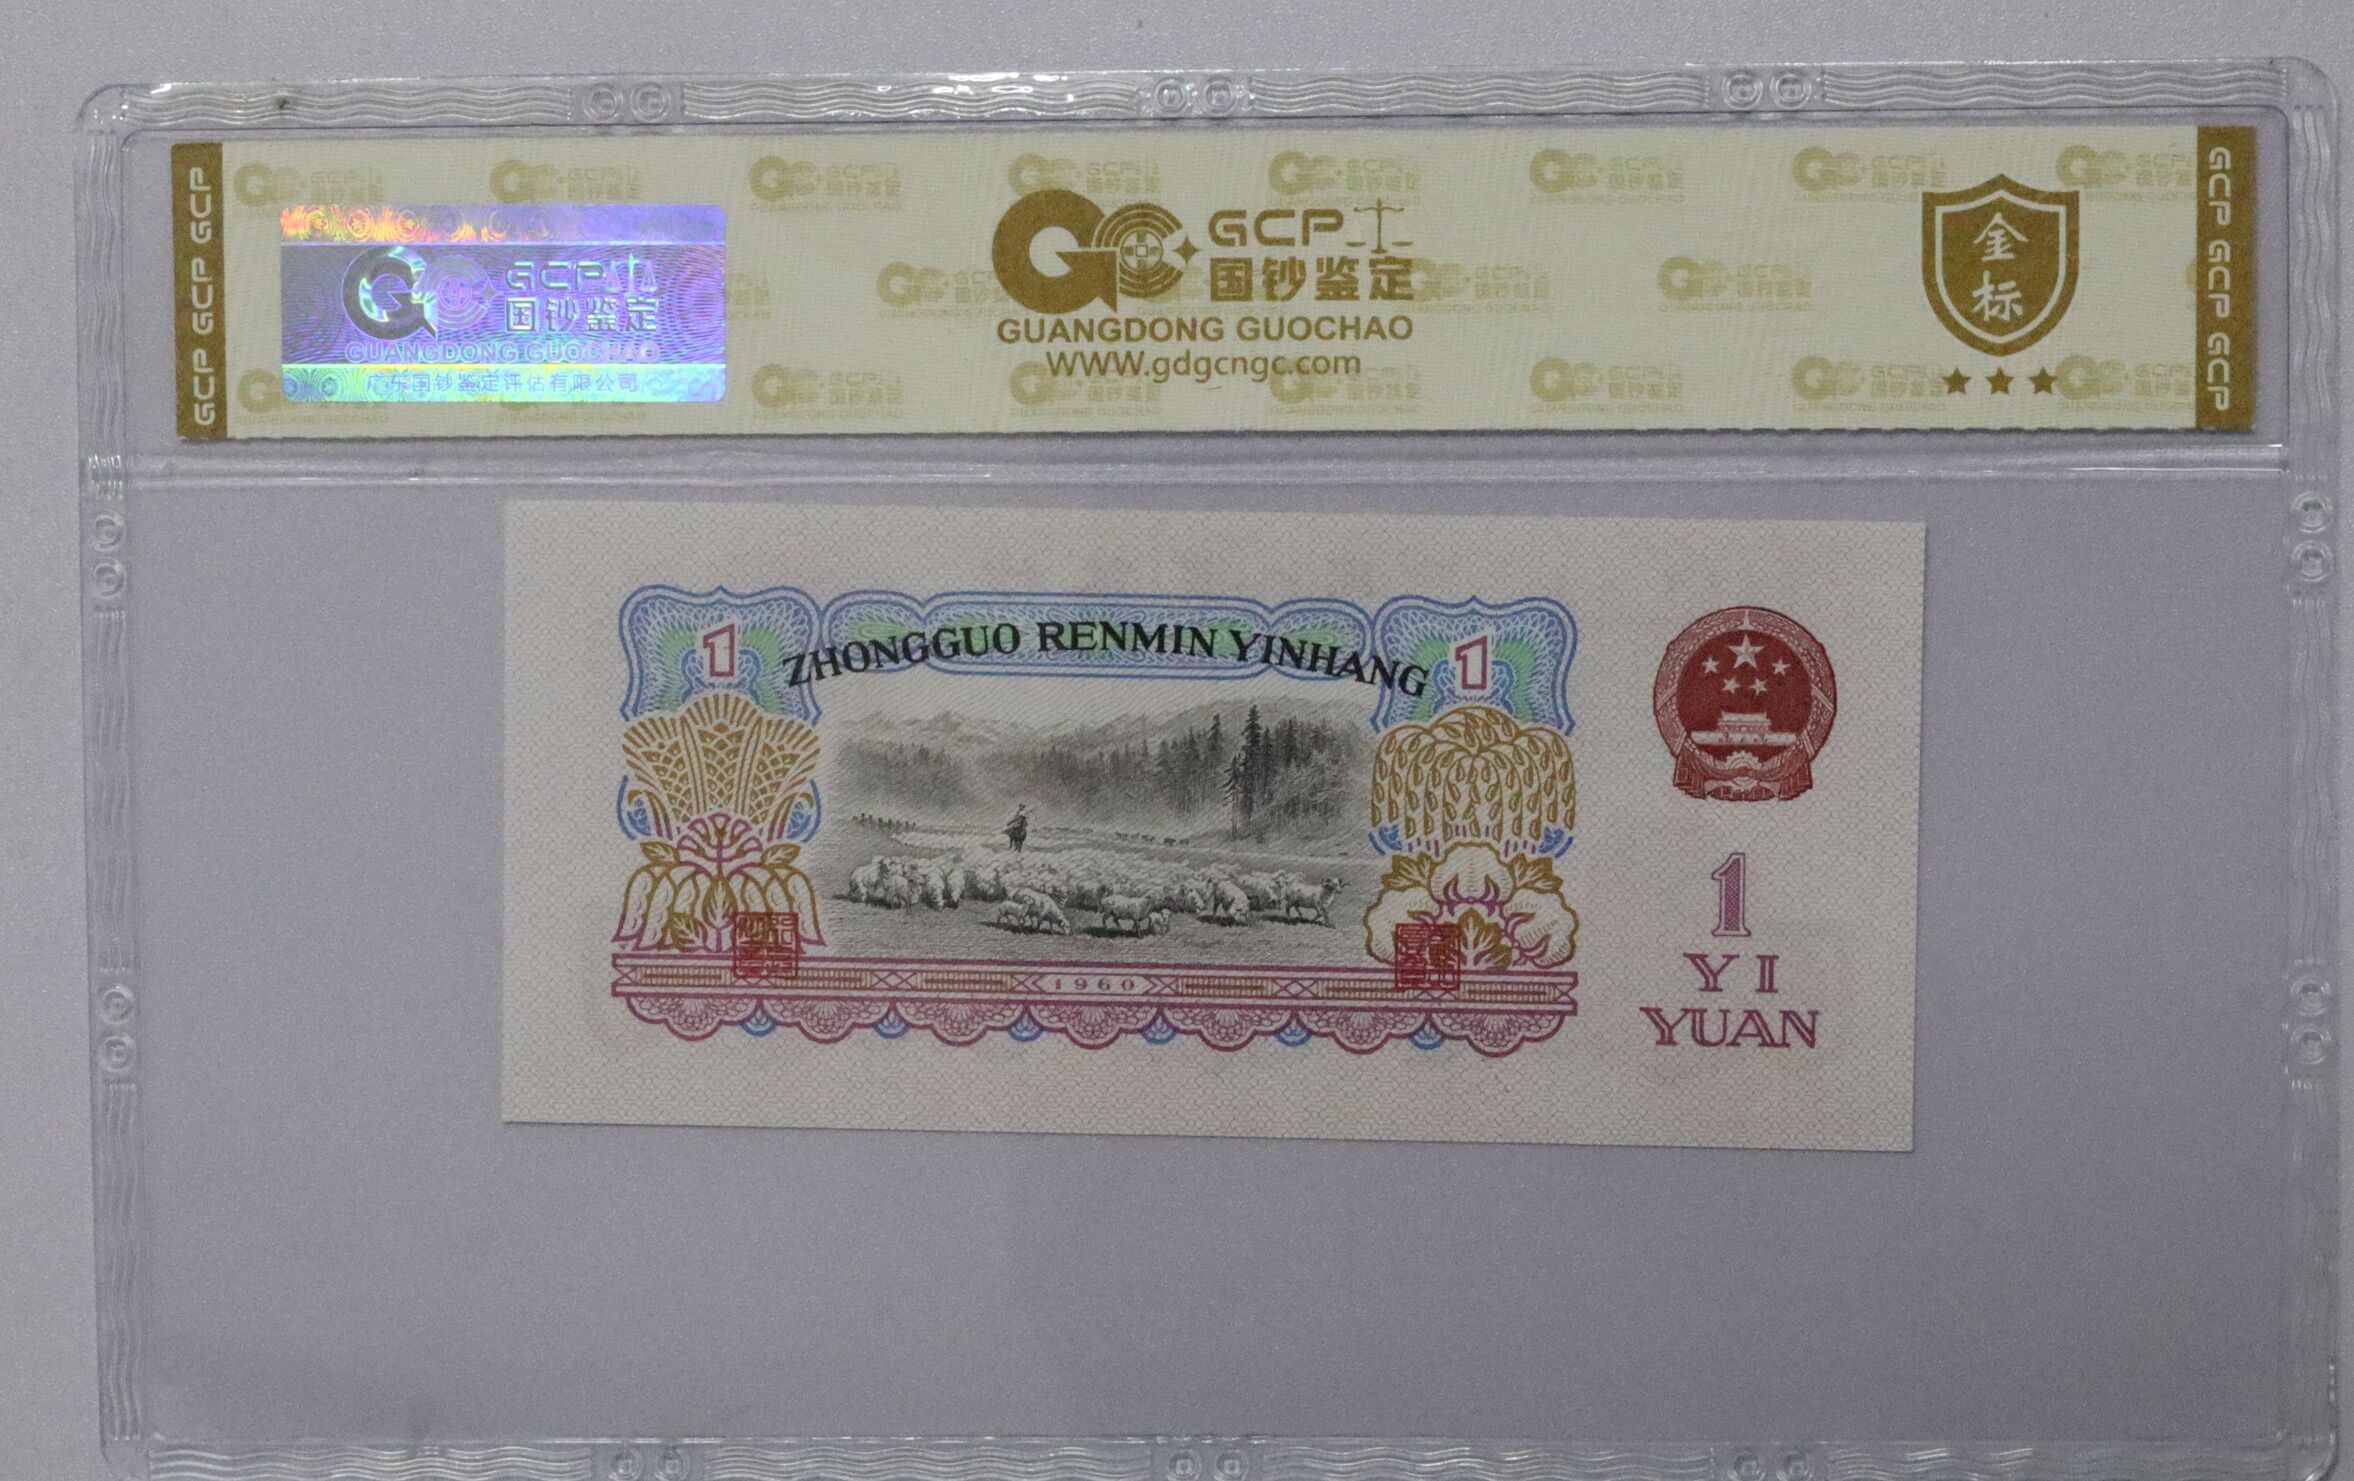 GCP GCP GCP
GCP
国钞鉴定
GUANGDONG GUOCHAO
广东国钞鉴定评估有限公司
GCP
国钞鉴定
GUANGDONG GUOCHAO
WWW.gdgcngc.com
金
标
GCP GCP GCP
ZHONGGUO RENMIN YINHANG
1
1
1960
1
YI
YUAN